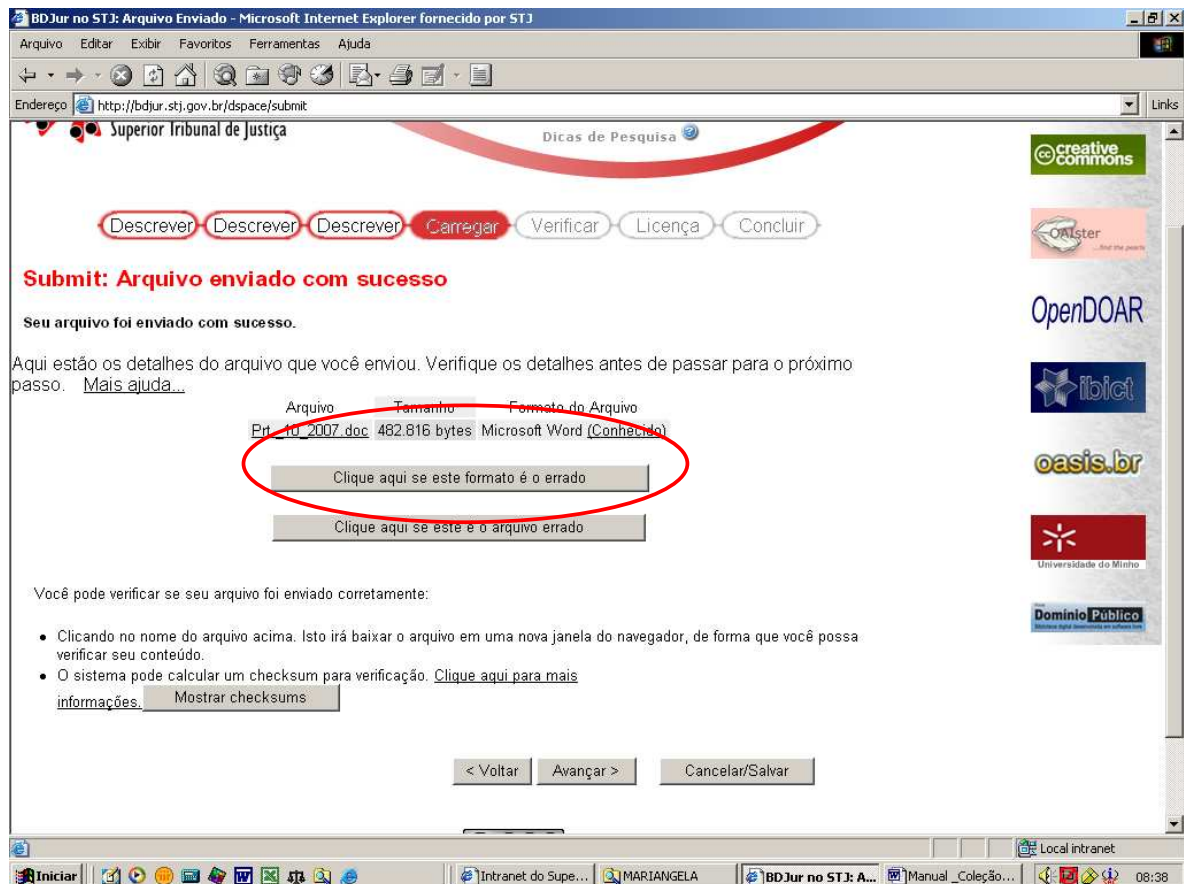 BDJur no STJ: Arquivo Enviado - Microsoft Internet Explorer fornecido por STJ
Arquivo Editar Exibir Favoritos Ferramentas Ajuda
Endereço http://bdjur.stj.gov.br/dspace/submit Links
Superior Tribunal de Justiça
Dicas de Pesquisa
cc creative commons
Descrever Descrever Descrever Carregar Verificar Licença Concluir
OAIster
...find the pearls
Submit: Arquivo enviado com sucesso
OpenDOAR
Seu arquivo foi enviado com sucesso.
Aqui estão os detalhes do arquivo que você enviou. Verifique os detalhes antes de passar para o próximo
passo. Mais ajuda...
ibict
Arquivo Tamanho Formato do Arquivo
Prt_10_2007.doc 482.816 bytes Microsoft Word (Conhecido)
oasis.br
Clique aqui se este formato é o errado
Clique aqui se este é o arquivo errado
Universidade do Minho
Você pode verificar se seu arquivo foi enviado corretamente:
Domínio Público
• Clicando no nome do arquivo acima. Isto irá baixar o arquivo em uma nova janela do navegador, de forma que você possa
verificar seu conteúdo.
• O sistema pode calcular um checksum para verificação. Clique aqui para mais
informações. Mostrar checksums
< Voltar Avançar > Cancelar/Salvar
Local intranet
Iniciar Intranet do Supe... MARIANGELA BDJur no STJ: A... Manual _Coleção... 08:38